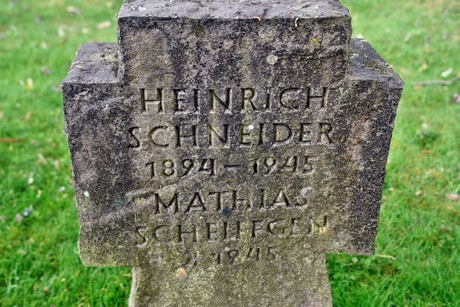 HEINRICH
SCHNEIDER
1894-1945
MATHIAS
1945